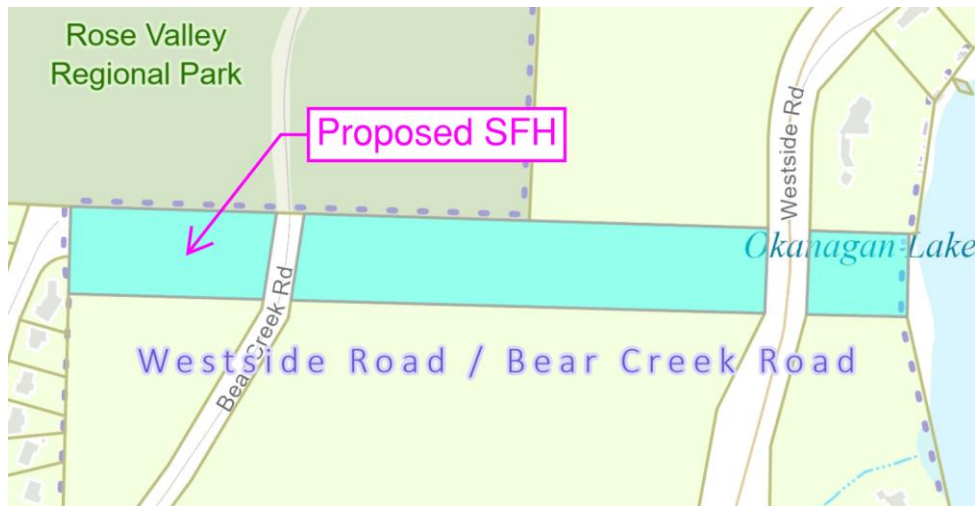 Rose Valley
Regional Park
Proposed SFH
Westside Rd
Okanagan Lake
Bear Creek Rd
Westside Road / Bear Creek Road